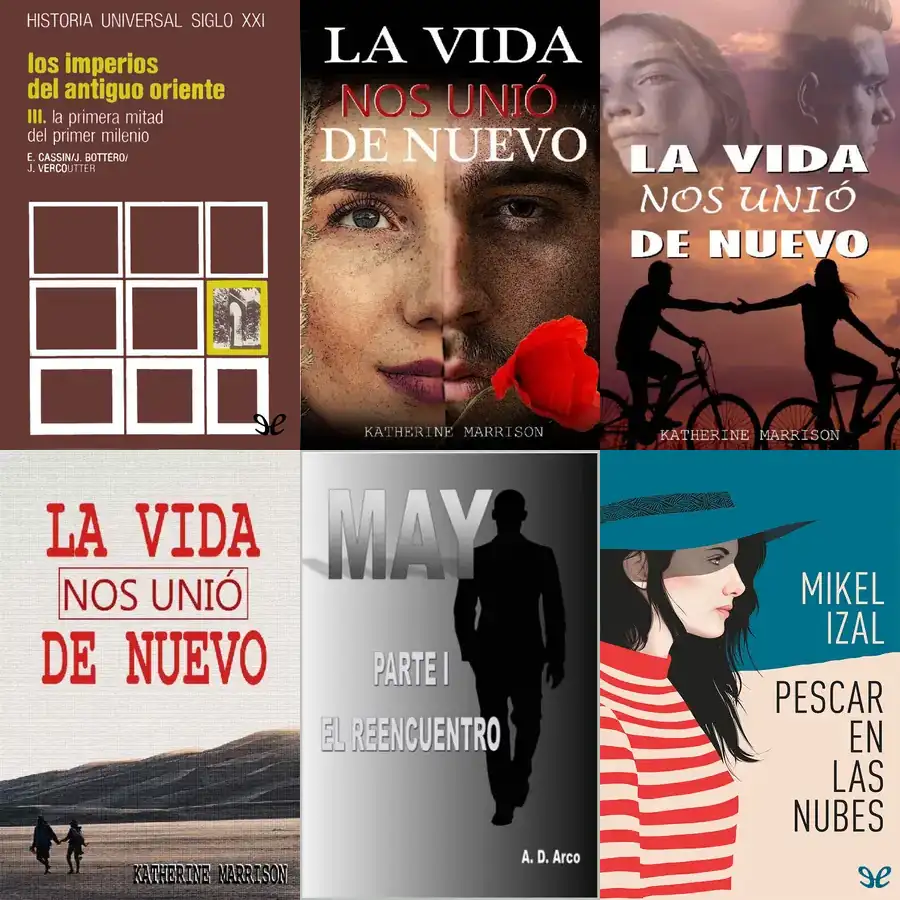 HISTORIA UNIVERSAL SIGLO XXI
los imperios
del antiguo oriente
III. la primera mitad
del primer milenio
E. CASSIN/J. BOTTÉRO/
J. VERCOUTTER
LA VIDA
NOS UNIÓ
DE NUEVO
KATHERINE MARRISON
LA VIDA
NOS UNIÓ
DE NUEVO
KATHERINE MARRISON
LA VIDA
NOS UNIÓ
DE NUEVO
KATHERINE MARRISON
MAY
PARTE I
EL REENCUENTRO
A. D. Arco
MIKEL
IZAL
PESCAR
EN
LAS
NUBES